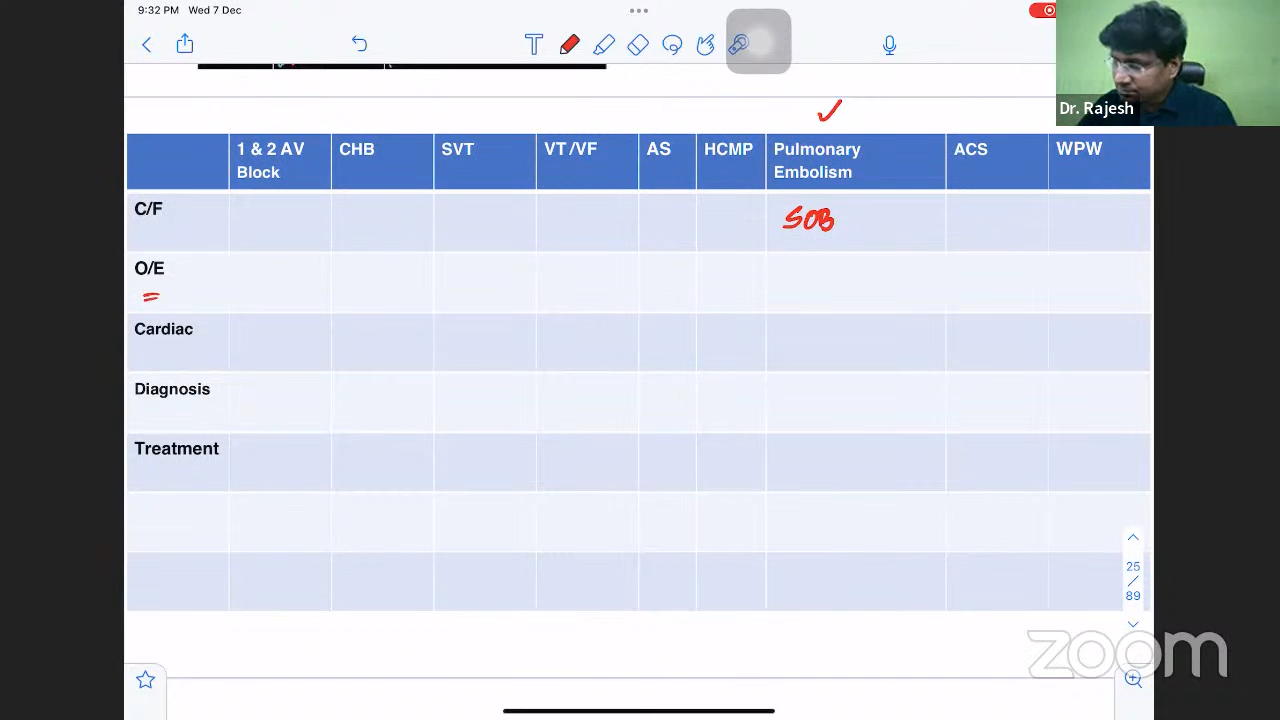 9:32 PM Wed 7 Dec
Dr. Rajesh
1 & 2 AV Block CHB SVT VT/VF AS HCMP Pulmonary Embolism ACS WPW
C/F SOB
O/E
Cardiac
Diagnosis
Treatment
25
/
89
zoom